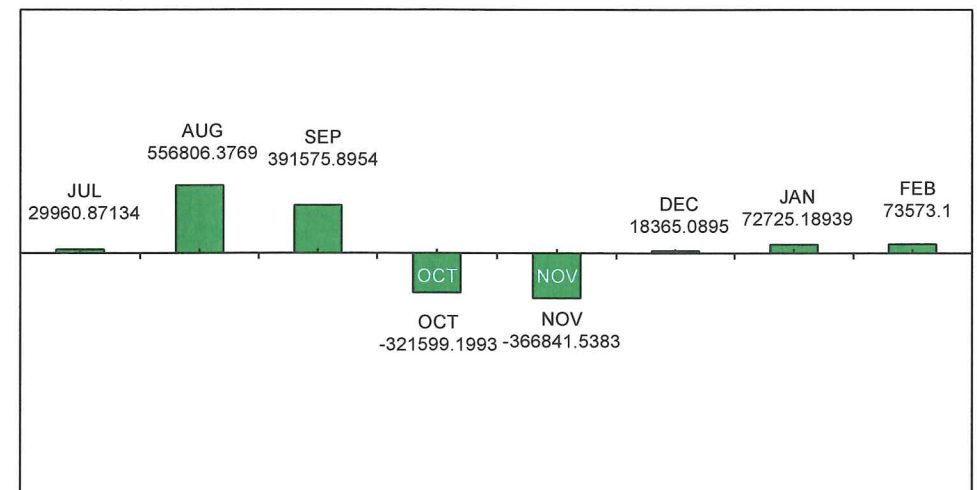 JUL
29960.87134
AUG
556806.3769
SEP
391575.8954
OCT
OCT
-321599.1993
NOV
NOV
-366841.5383
DEC
18365.0895
JAN
72725.18939
FEB
73573.1